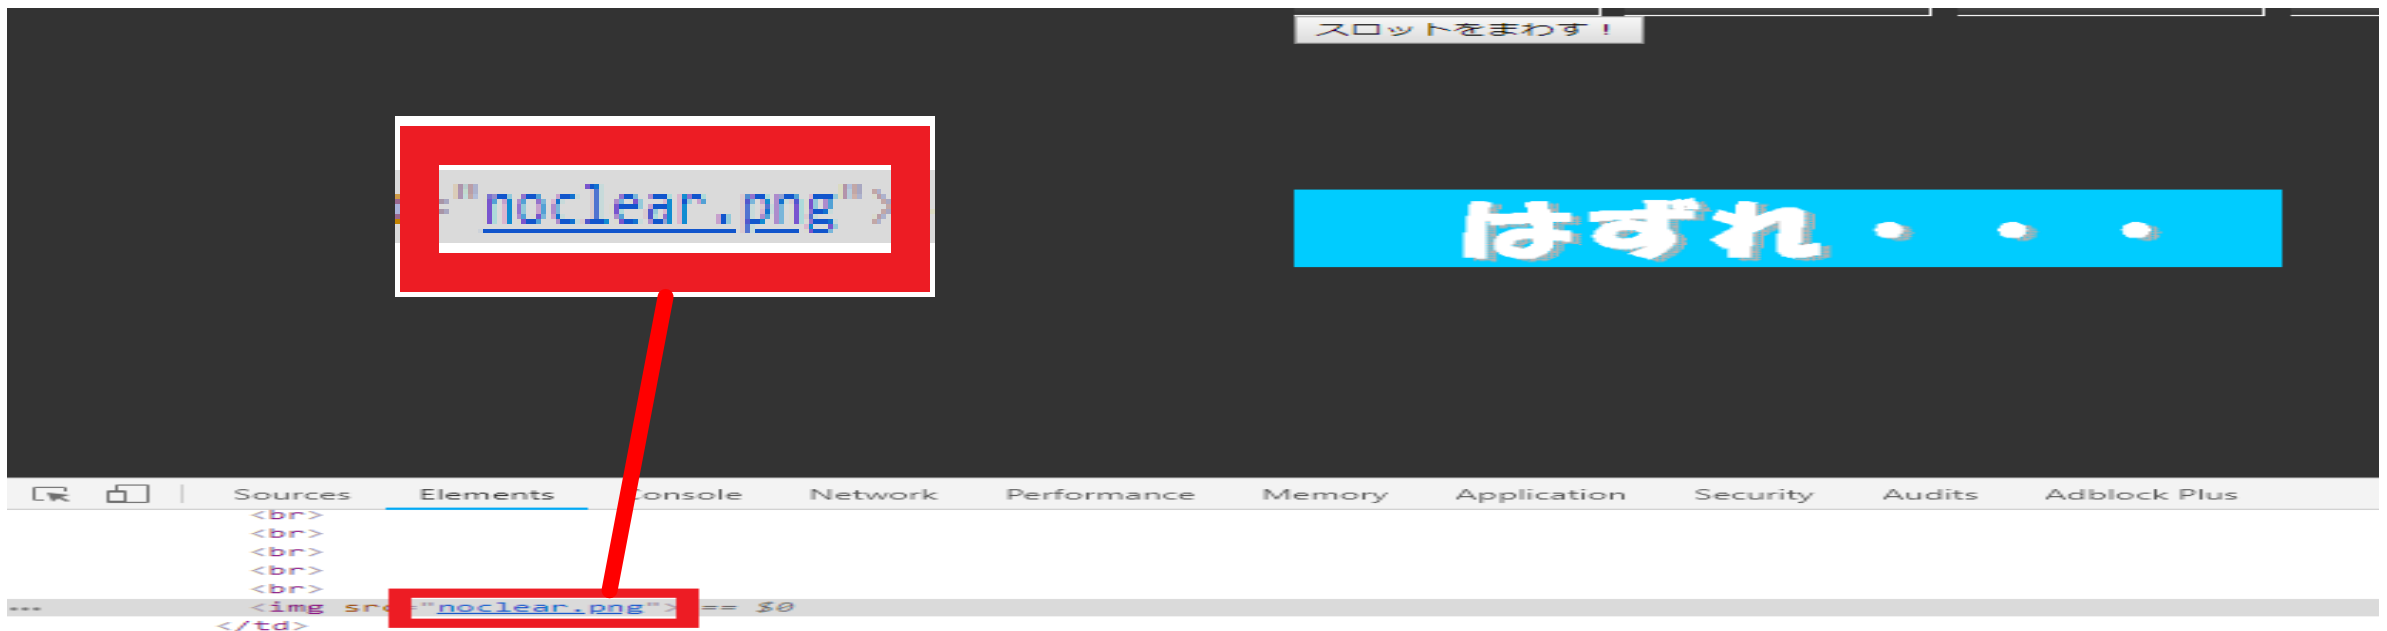 スロットをまわす！
="noclear.png">
はずれ・・・
Sources Elements Console Network Performance Memory Application Security Audits Adblock Plus
<br>
<br>
<br>
<br>
<br>
... <img src="noclear.png"> == $0
</td>